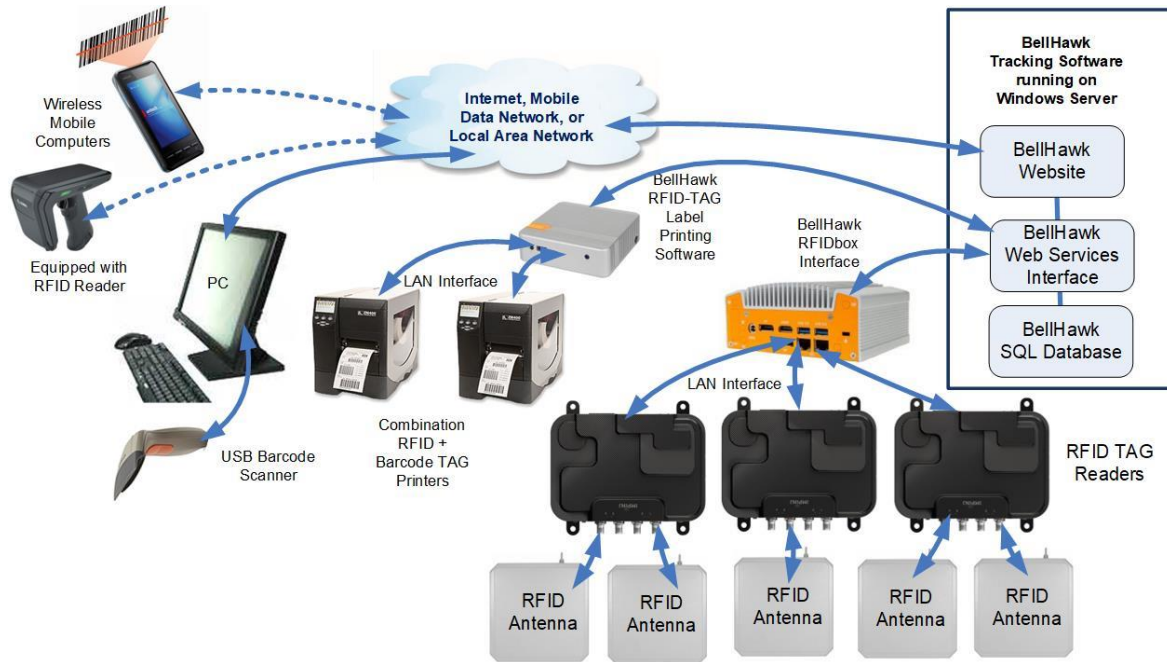 Wireless
Mobile
Computers
Equipped with
RFID Reader
PC
USB Barcode
Scanner
Internet, Mobile
Data Network, or
Local Area Network
LAN Interface
Combination
RFID +
Barcode TAG
Printers
BellHawk
RFID-TAG
Label
Printing
Software
BellHawk
RFIDbox
Interface
LAN Interface
BellHawk
Tracking Software
running on
Windows Server
BellHawk
Website
BellHawk
Web Services
Interface
BellHawk
SQL Database
RFID TAG
Readers
RFID
Antenna
RFID
Antenna
RFID
Antenna
RFID
Antenna
RFID
Antenna